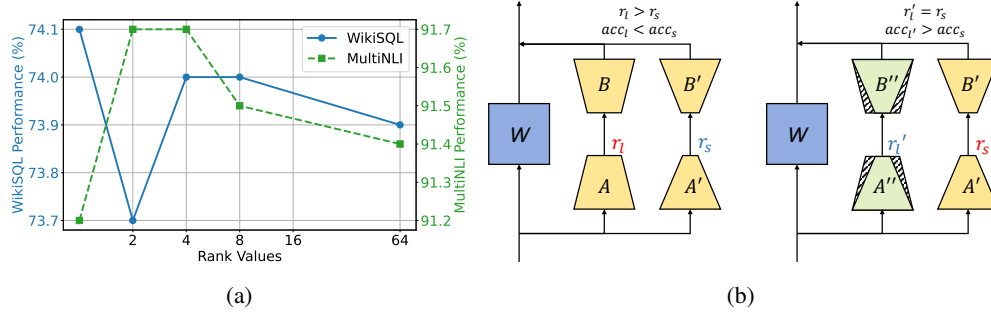 74.1
74.0
73.9
73.8
73.7
WikiSQL Performance (%)
WikiSQL
MultiNLI
91.7
91.6
91.5
91.4
91.3
91.2
MultiNLI Performance (%)
2 4 8 16 64
Rank Values
(a)
r_l > r_s
acc_l < acc_s
B B′
W
r_l r_s
A A′
r_l′ = r_s
acc_l′ > acc_s
B′′ B′
W
r_l′ r_s
A′′ A′
(b)